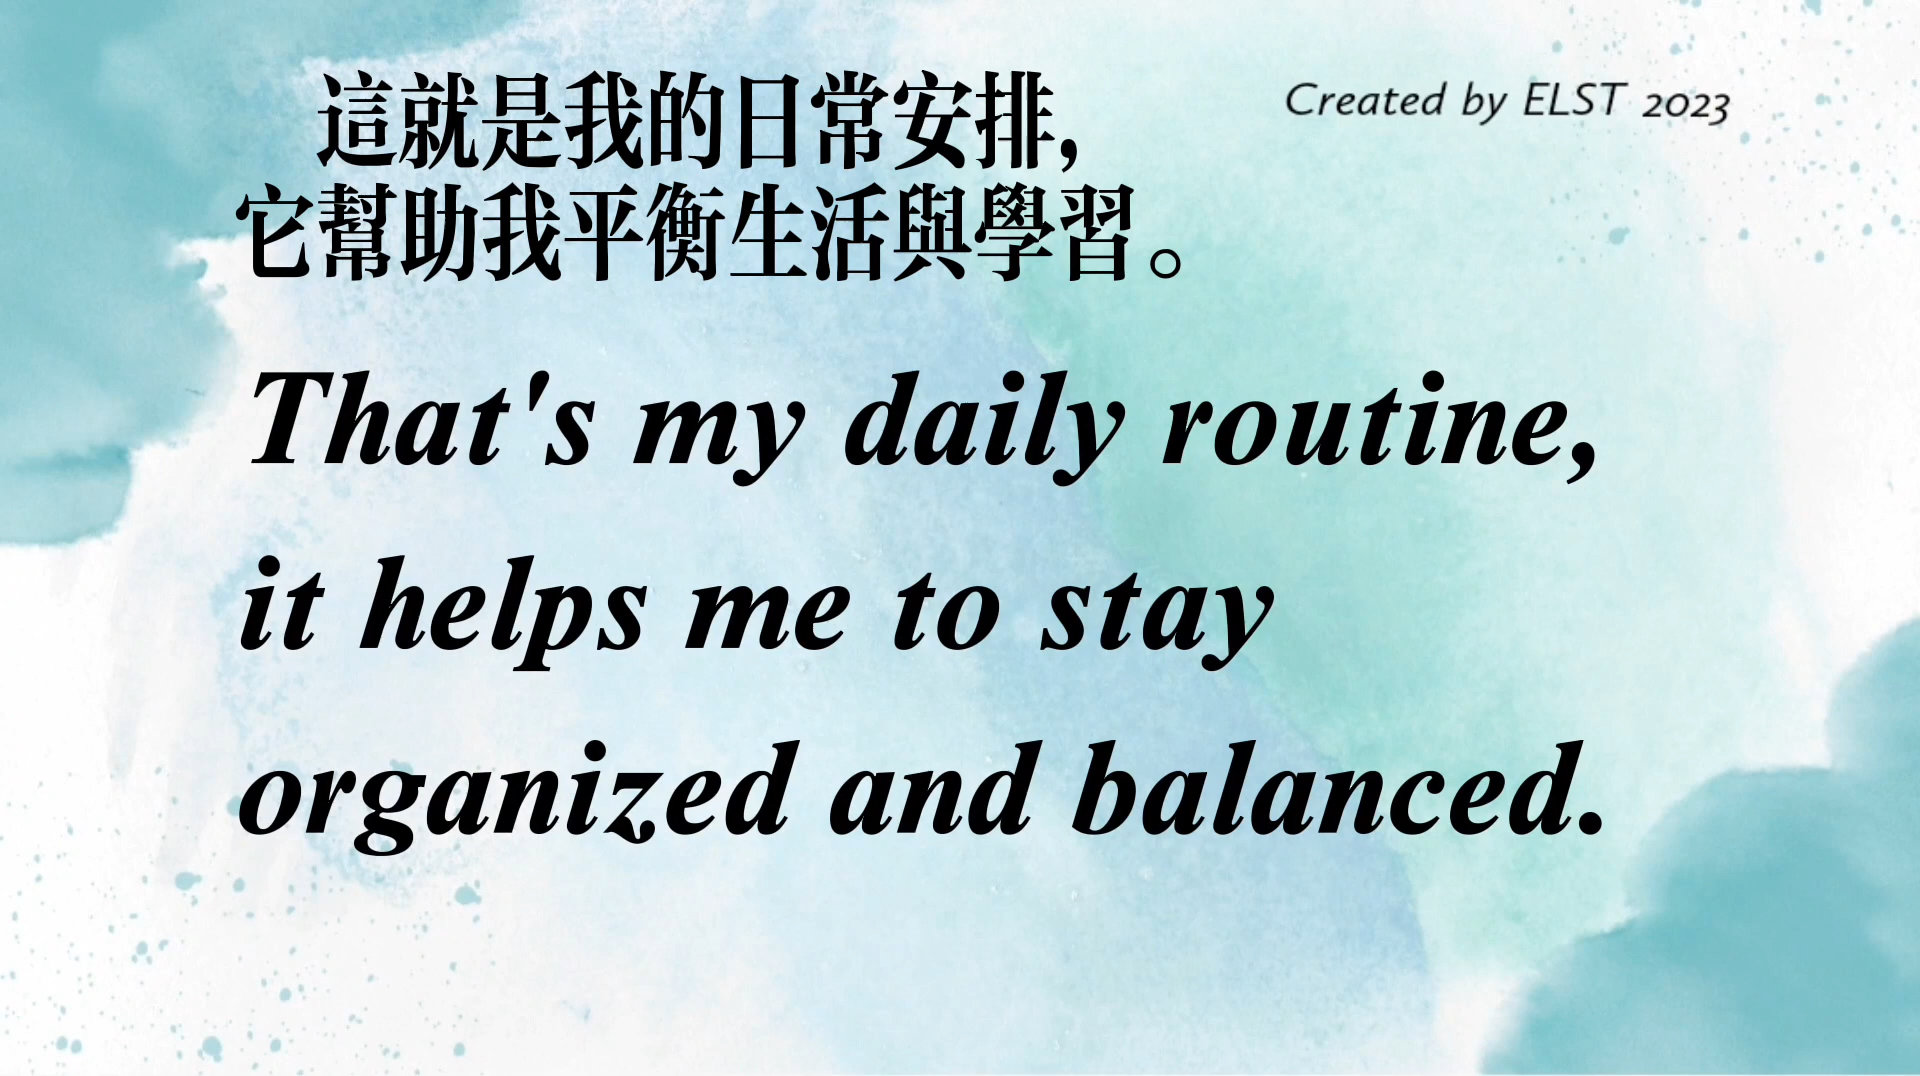 這就是我的日常安排,
它幫助我平衡生活與學習。
Created by ELST 2023
That's my daily routine,
it helps me to stay
organized and balanced.